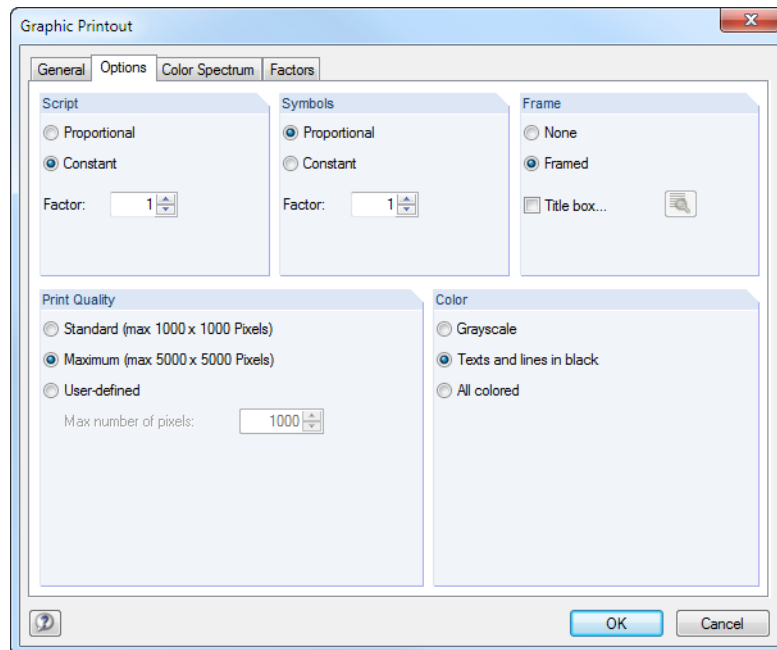 Graphic Printout
General Options Color Spectrum Factors
Script
Proportional
Constant
Factor: 1
Symbols
Proportional
Constant
Factor: 1
Frame
None
Framed
Title box...
Print Quality
Standard (max 1000 x 1000 Pixels)
Maximum (max 5000 x 5000 Pixels)
User-defined
Max number of pixels: 1000
Color
Grayscale
Texts and lines in black
All colored
OK Cancel